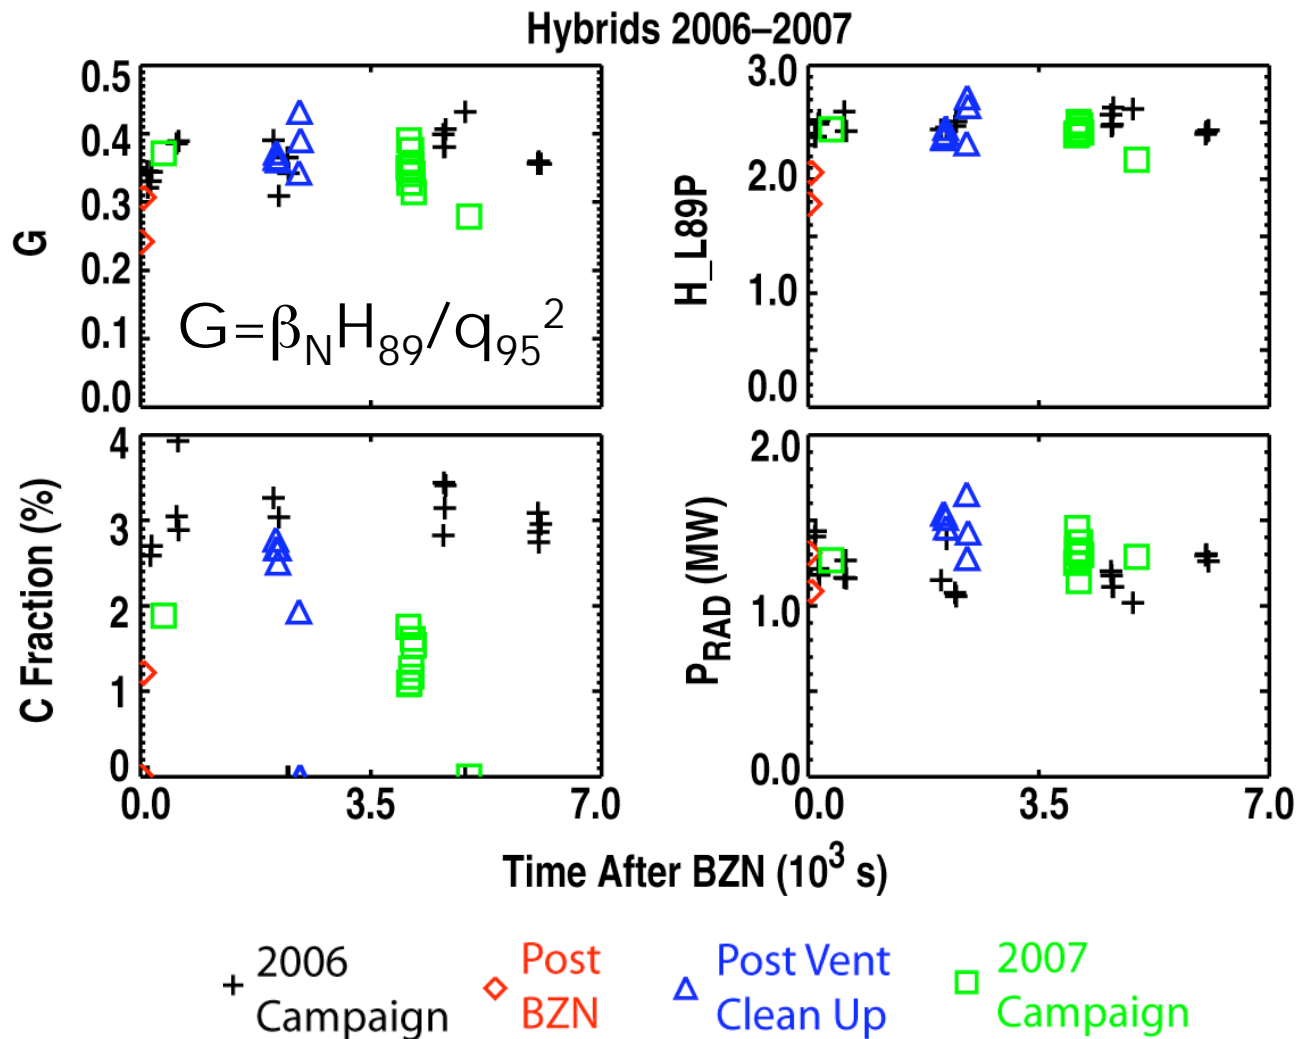 Hybrids 2006–2007
0.5
0.4
0.3
0.2
0.1
0.0
G
G=βNH89/q95²
3.0
2.0
1.0
0.0
H_L89P
4
3
2
1
0
C Fraction (%)
0.0 3.5 7.0
2.0
1.0
0.0
PRAD (MW)
0.0 3.5 7.0
Time After BZN (10³ s)
2006
Campaign
Post
BZN
Post Vent
Clean Up
2007
Campaign